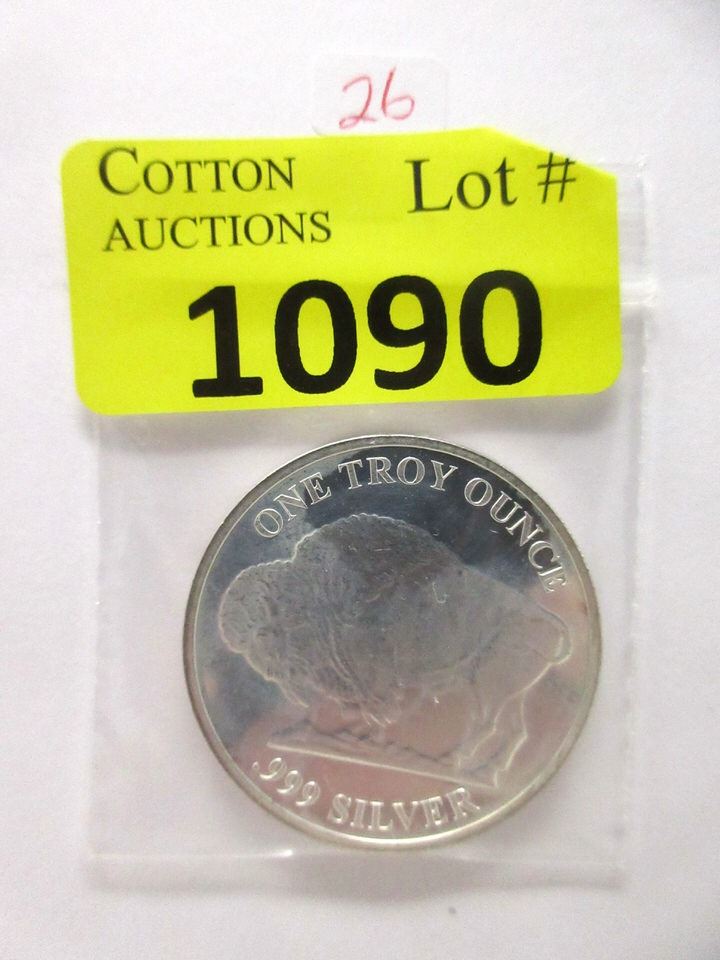 26
COTTON AUCTIONS
Lot #
1090
ONE TROY OUNCE
.999 SILVER